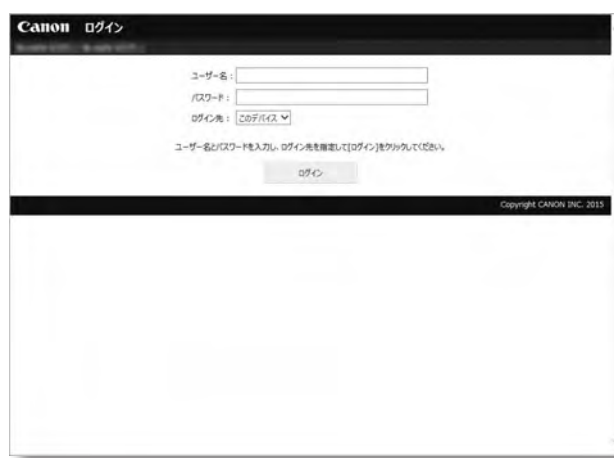 Canon ログイン
ユーザー名:
パスワード:
ログイン先: このデバイス
ユーザー名とパスワードを入力し、ログイン先を指定して[ログイン]をクリックしてください。
ログイン
Copyright CANON INC. 2015